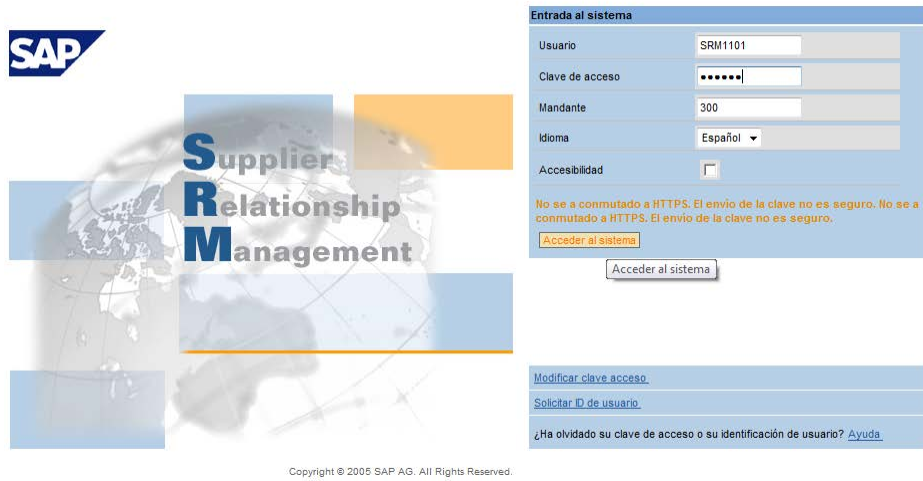 SAP
Supplier
Relationship
Management
Copyright © 2005 SAP AG. All Rights Reserved.
Entrada al sistema
Usuario SRM1101
Clave de acceso ••••••
Mandante 300
Idioma Español
Accesibilidad
No se a conmutado a HTTPS. El envío de la clave no es seguro. No se a
conmutado a HTTPS. El envío de la clave no es seguro.
Acceder al sistema
Acceder al sistema
Modificar clave acceso
Solicitar ID de usuario
¿Ha olvidado su clave de acceso o su identificación de usuario? Ayuda